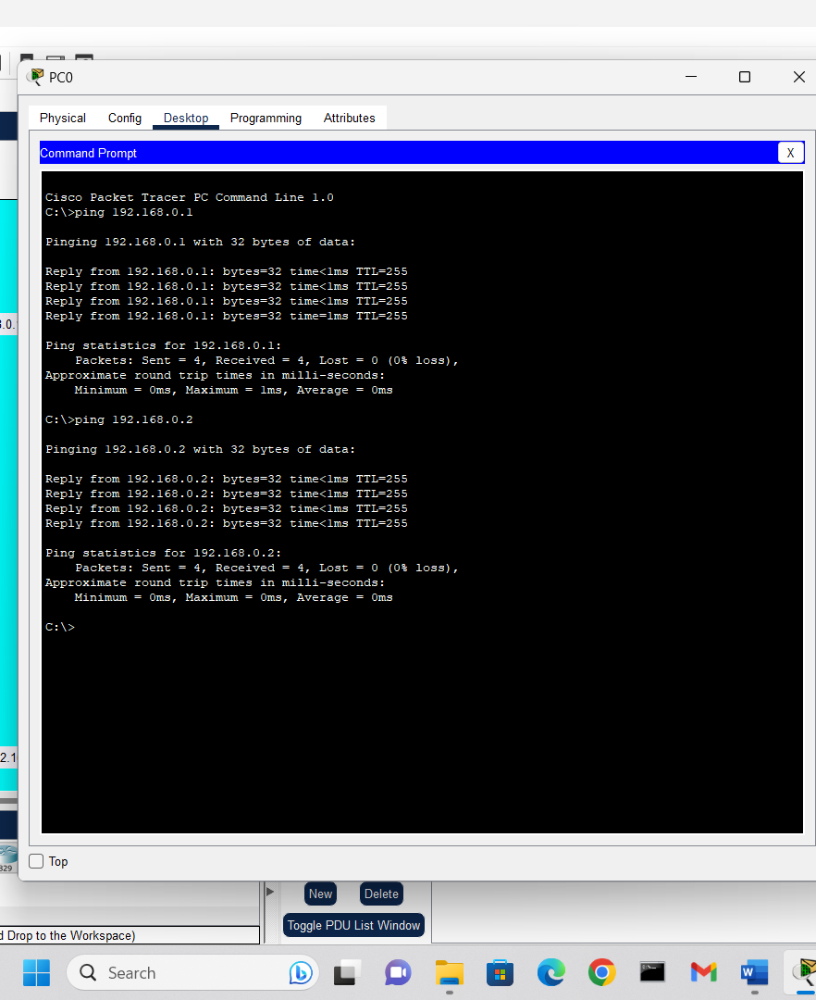 PC0
Physical Config Desktop Programming Attributes
Command Prompt X
Cisco Packet Tracer PC Command Line 1.0
C:\>ping 192.168.0.1
Pinging 192.168.0.1 with 32 bytes of data:
Reply from 192.168.0.1: bytes=32 time<1ms TTL=255
Reply from 192.168.0.1: bytes=32 time<1ms TTL=255
Reply from 192.168.0.1: bytes=32 time<1ms TTL=255
Reply from 192.168.0.1: bytes=32 time=1ms TTL=255
Ping statistics for 192.168.0.1:
Packets: Sent = 4, Received = 4, Lost = 0 (0% loss),
Approximate round trip times in milli-seconds:
Minimum = 0ms, Maximum = 1ms, Average = 0ms
C:\>ping 192.168.0.2
Pinging 192.168.0.2 with 32 bytes of data:
Reply from 192.168.0.2: bytes=32 time<1ms TTL=255
Reply from 192.168.0.2: bytes=32 time<1ms TTL=255
Reply from 192.168.0.2: bytes=32 time<1ms TTL=255
Reply from 192.168.0.2: bytes=32 time<1ms TTL=255
Ping statistics for 192.168.0.2:
Packets: Sent = 4, Received = 4, Lost = 0 (0% loss),
Approximate round trip times in milli-seconds:
Minimum = 0ms, Maximum = 0ms, Average = 0ms
C:\>
.0.
2.1
329
Top
New Delete
Toggle PDU List Window
d Drop to the Workspace)
Search